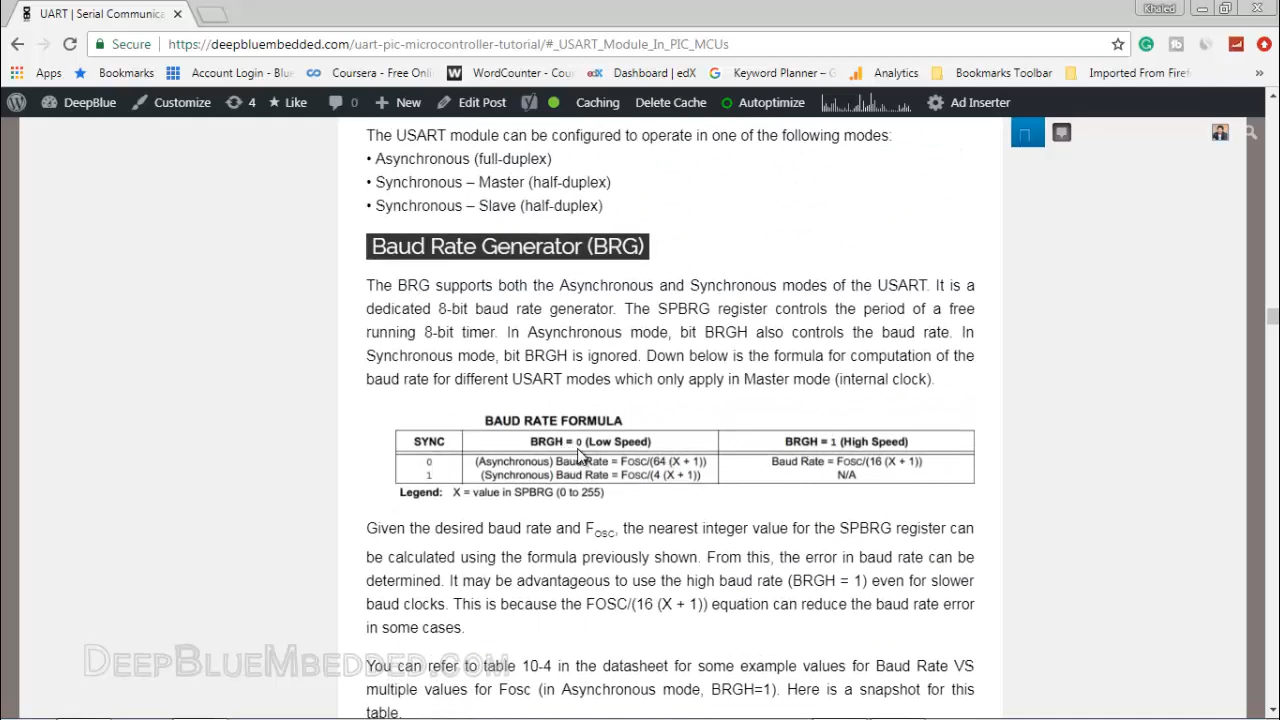 UART | Serial Communica
Khaled
Secure
https://deepbluembedded.com/uart-pic-microcontroller-tutorial/#_USART_Module_In_PIC_MCUs
Apps Bookmarks Account Login - Blue Coursera - Free Onli W WordCounter - Cou edX Dashboard | edX G Keyword Planner – G Analytics Bookmarks Toolbar Imported From Firef »
DeepBlue Customize 4 Like 0 New Edit Post Caching Delete Cache Autoptimize Ad Inserter
The USART module can be configured to operate in one of the following modes:
• Asynchronous (full-duplex)
• Synchronous – Master (half-duplex)
• Synchronous – Slave (half-duplex)
Baud Rate Generator (BRG)
The BRG supports both the Asynchronous and Synchronous modes of the USART. It is a
dedicated 8-bit baud rate generator. The SPBRG register controls the period of a free
running 8-bit timer. In Asynchronous mode, bit BRGH also controls the baud rate. In
Synchronous mode, bit BRGH is ignored. Down below is the formula for computation of the
baud rate for different USART modes which only apply in Master mode (internal clock).
BAUD RATE FORMULA
SYNC BRGH = 0 (Low Speed) BRGH = 1 (High Speed)
0 (Asynchronous) Baud Rate = Fosc/(64 (X + 1)) Baud Rate = Fosc/(16 (X + 1))
1 (Synchronous) Baud Rate = Fosc/(4 (X + 1)) N/A
Legend: X = value in SPBRG (0 to 255)
Given the desired baud rate and FOSC, the nearest integer value for the SPBRG register can
be calculated using the formula previously shown. From this, the error in baud rate can be
determined. It may be advantageous to use the high baud rate (BRGH = 1) even for slower
baud clocks. This is because the FOSC/(16 (X + 1)) equation can reduce the baud rate error
in some cases.
DeepBlueMbedded.com
You can refer to table 10-4 in the datasheet for some example values for Baud Rate VS
multiple values for Fosc (in Asynchronous mode, BRGH=1). Here is a snapshot for this
table.